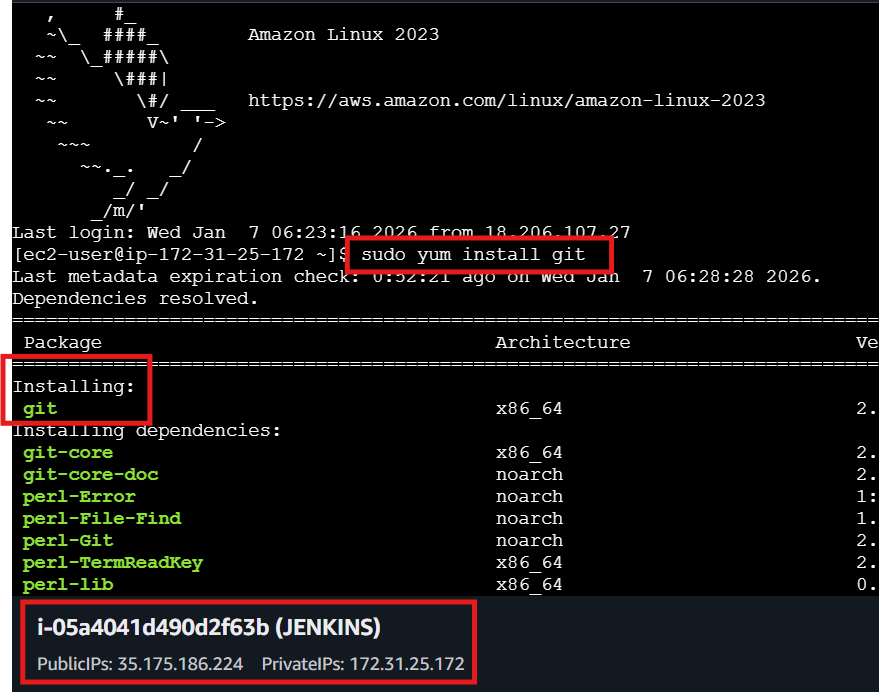 ,     #_
~\_  ####_        Amazon Linux 2023
~~  \_#####\
~~     \###|
~~       \#/ ___   https://aws.amazon.com/linux/amazon-linux-2023
~~       V~' '->
~~~         /
~~._.   _/
_/ _/
_/m/'
Last login: Wed Jan  7 06:23:16 2026 from 18.206.107.27
[ec2-user@ip-172-31-25-172 ~]$ sudo yum install git
Last metadata expiration check: 0:52:21 ago on Wed Jan  7 06:28:28 2026.
Dependencies resolved.
================================================================================
Package Architecture Ve
================================================================================
Installing:
git x86_64 2.
Installing dependencies:
git-core x86_64 2.
git-core-doc noarch 2.
perl-Error noarch 1:
perl-File-Find noarch 1.
perl-Git noarch 2.
perl-TermReadKey x86_64 2.
perl-lib x86_64 0.
i-05a4041d490d2f63b (JENKINS)
PublicIPs: 35.175.186.224 PrivateIPs: 172.31.25.172